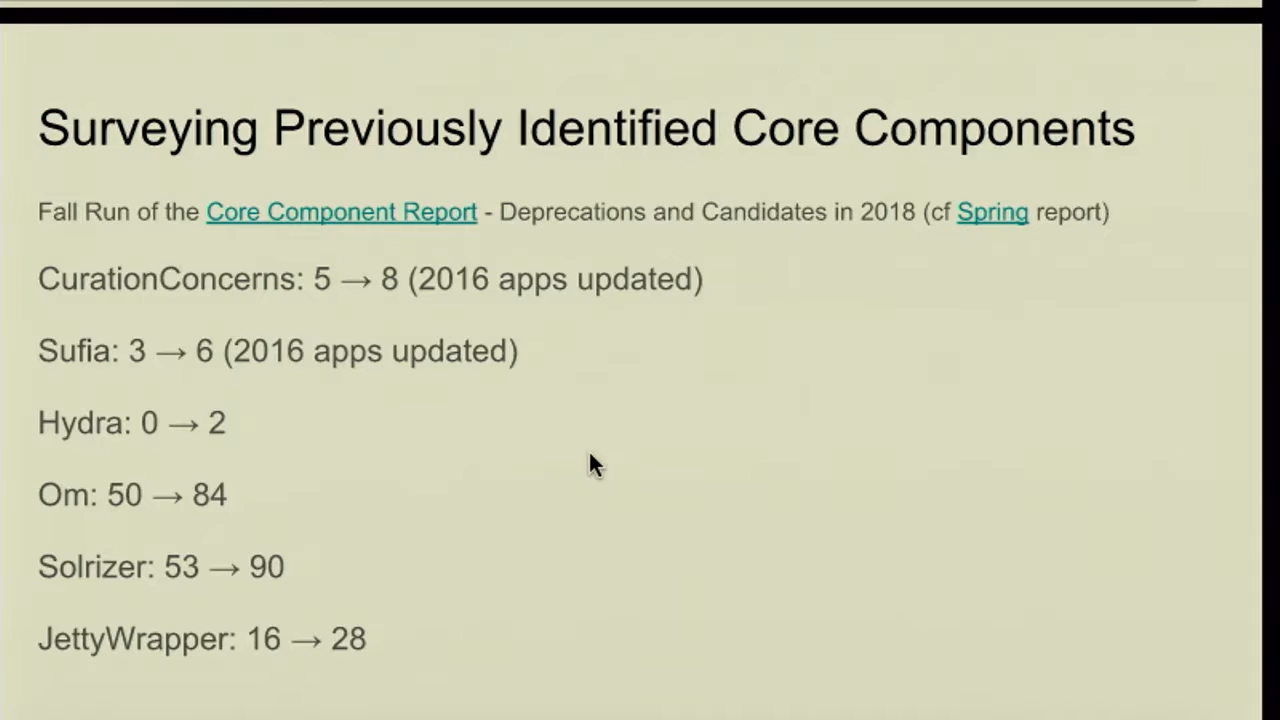 Surveying Previously Identified Core Components
Fall Run of the Core Component Report - Deprecations and Candidates in 2018 (cf Spring report)
CurationConcerns: 5 → 8 (2016 apps updated)
Sufia: 3 → 6 (2016 apps updated)
Hydra: 0 → 2
Om: 50 → 84
Solrizer: 53 → 90
JettyWrapper: 16 → 28